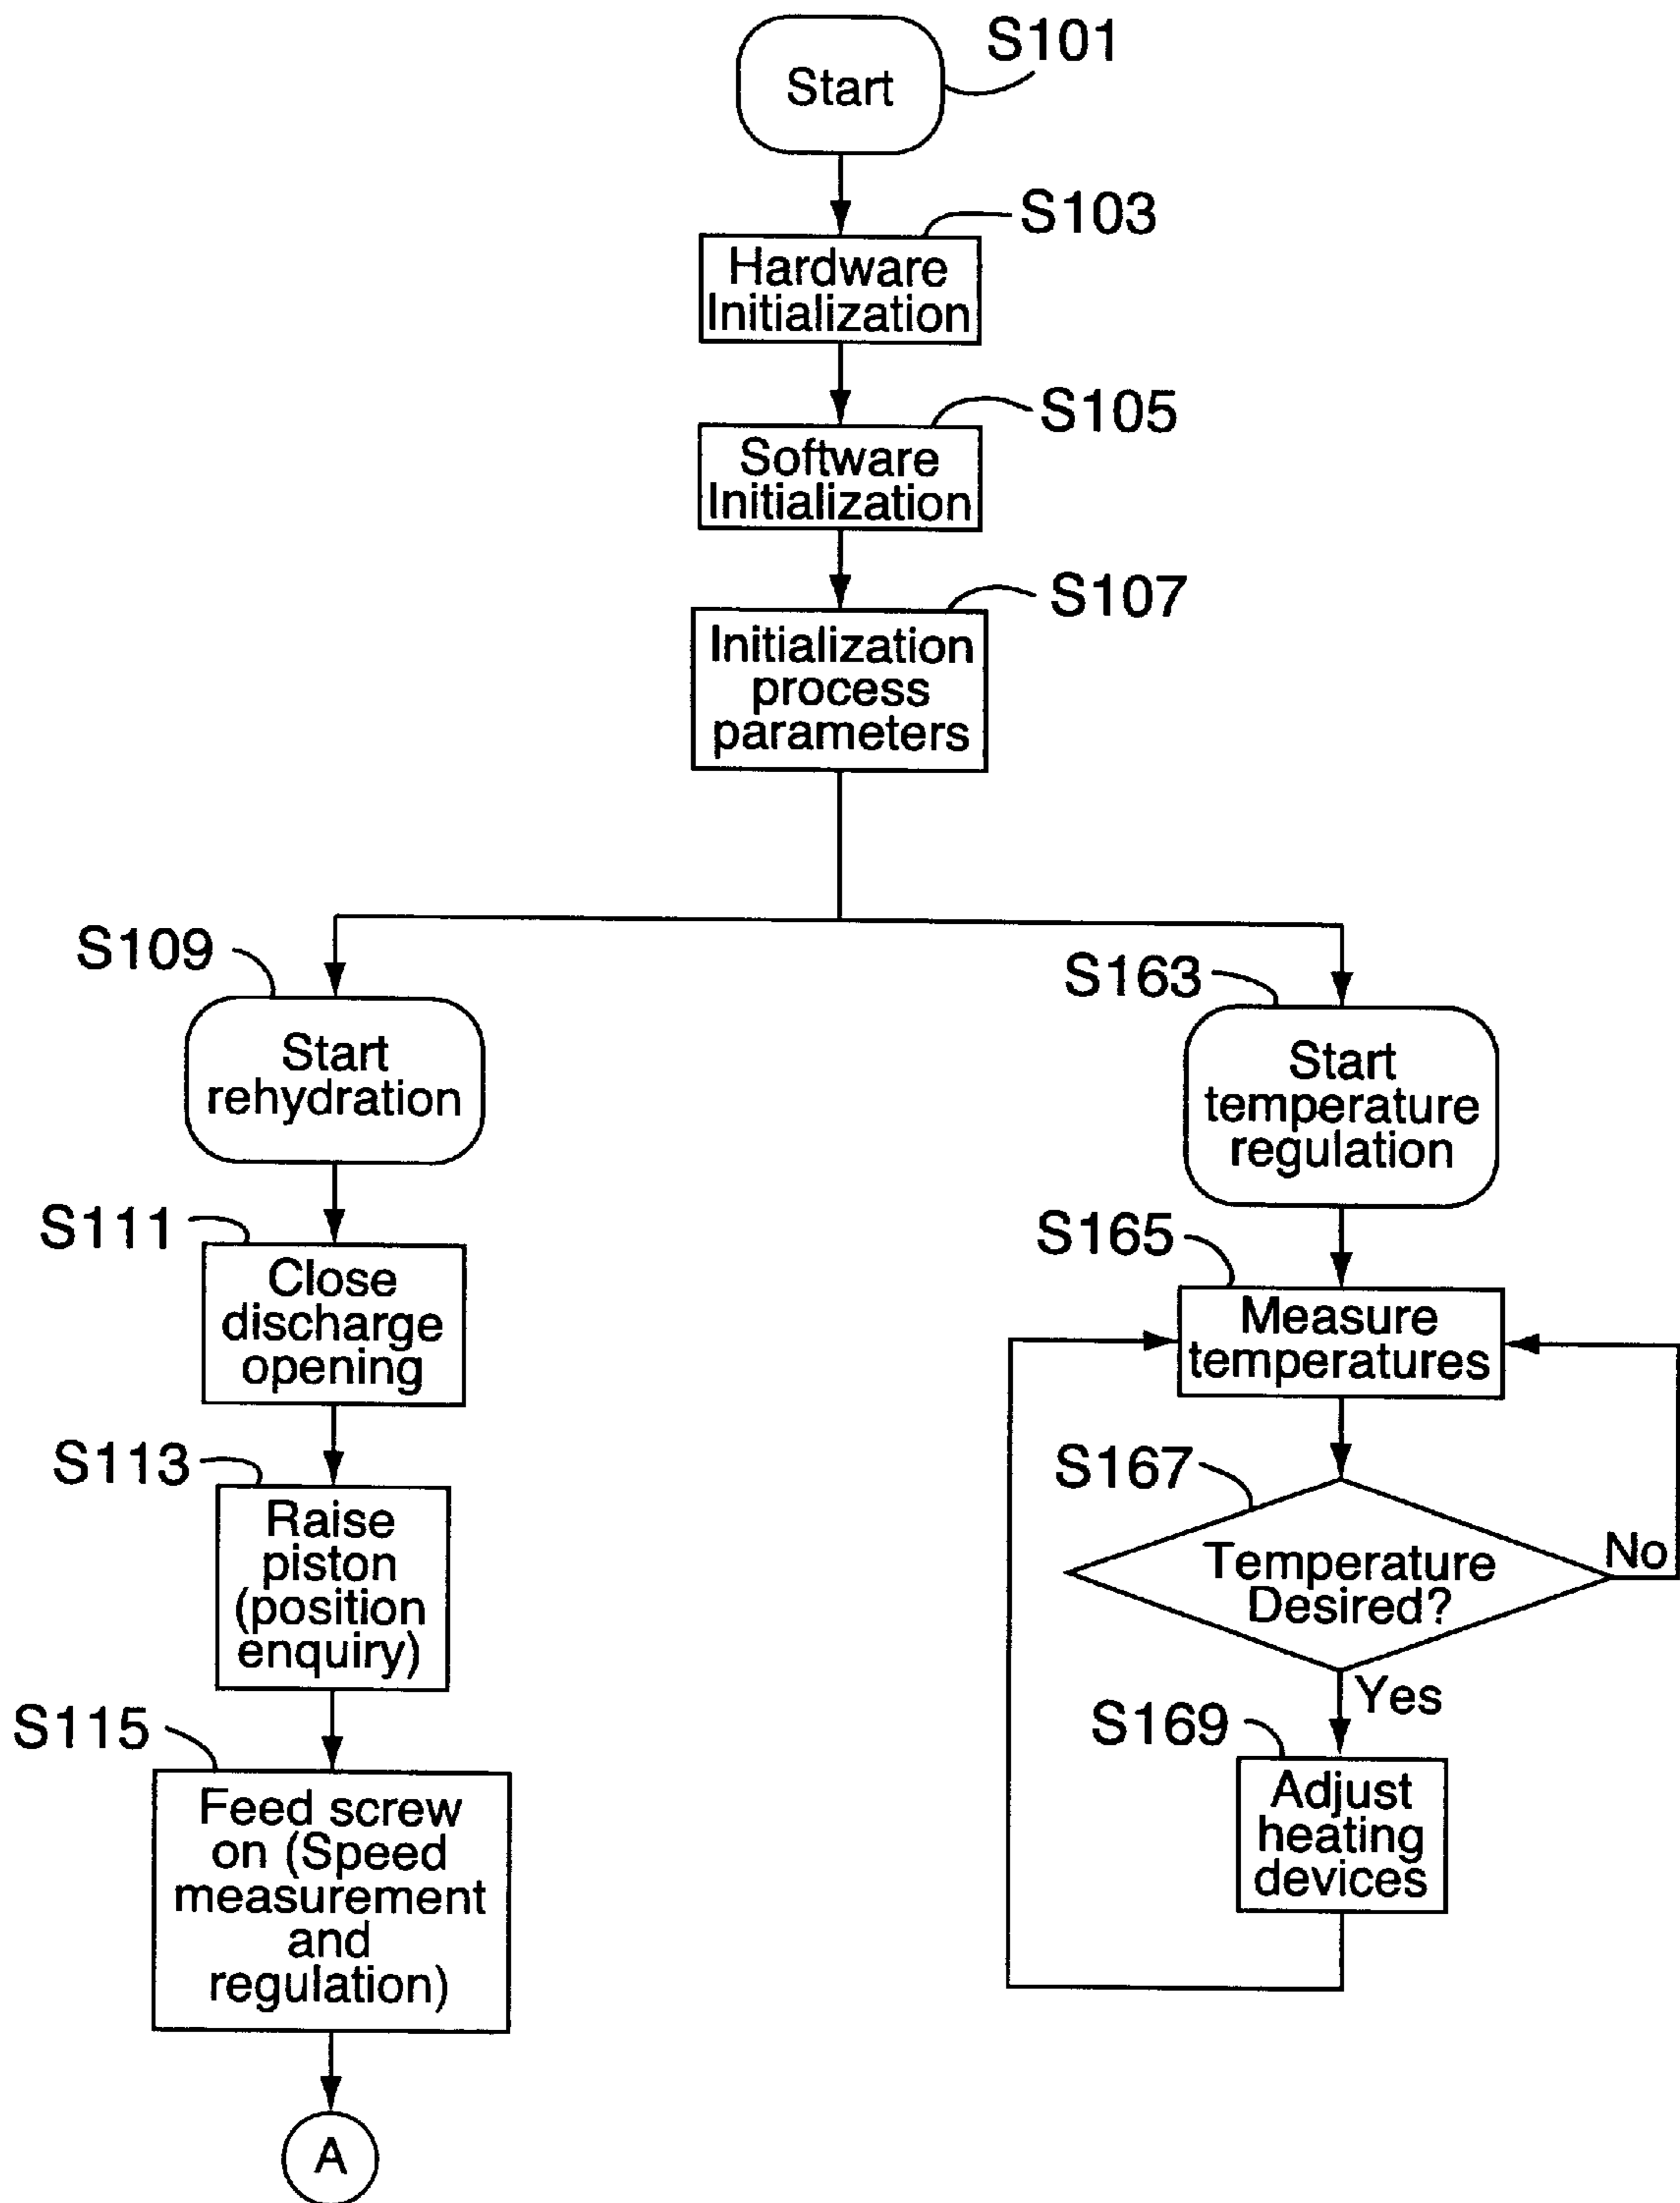 Start
S101
S103
Hardware
Initialization
S105
Software
Initialization
S107
Initialization
process
parameters
S109
Start
rehydration
S111
Close
discharge
opening
S113
Raise
piston
(position
enquiry)
S115
Feed screw
on (Speed
measurement
and
regulation)
A
S163
Start
temperature
regulation
S165
Measure
temperatures
S167
Temperature
Desired?
No
Yes
S169
Adjust
heating
devices